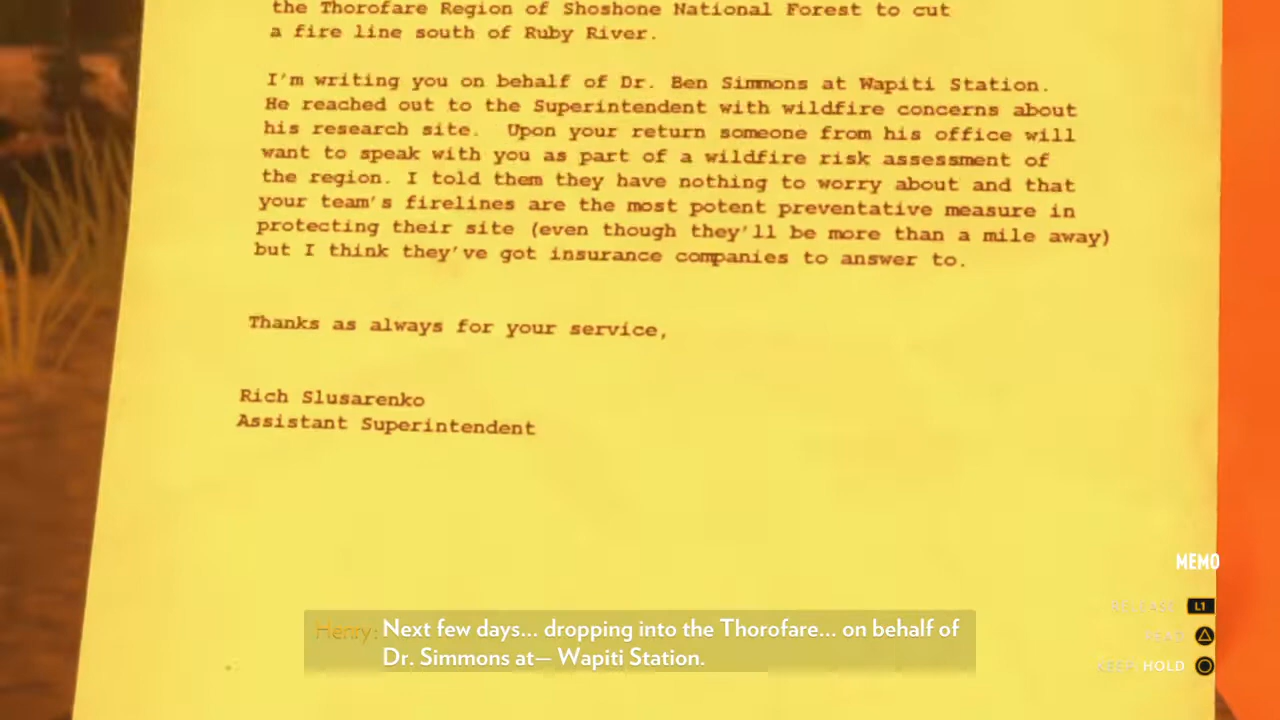 the Thorofare Region of Shoshone National Forest to cut
a fire line south of Ruby River.
I'm writing you on behalf of Dr. Ben Simmons at Wapiti Station.
He reached out to the Superintendent with wildfire concerns about
his research site. Upon your return someone from his office will
want to speak with you as part of a wildfire risk assessment of
the region. I told them they have nothing to worry about and that
your team's firelines are the most potent preventative measure in
protecting their site (even though they'll be more than a mile away)
but I think they've got insurance companies to answer to.
Thanks as always for your service,
Rich Slusarenko
Assistant Superintendent
MEMO
RELEASE L1
READ
KEEP HOLD
Henry: Next few days... dropping into the Thorofare... on behalf of
Dr. Simmons at— Wapiti Station.